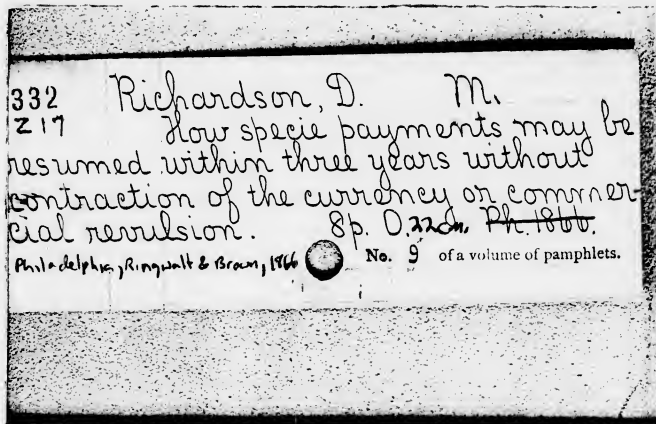 332 Richardson, D. M.
Z17 How specie payments may be
resumed within three years without
contraction of the currency or commer-
cial revulsion. 8p. O. 22cm. Ph. 1866.
Philadelphia, Ringwalt & Brown, 1866 No. 9 of a volume of pamphlets.